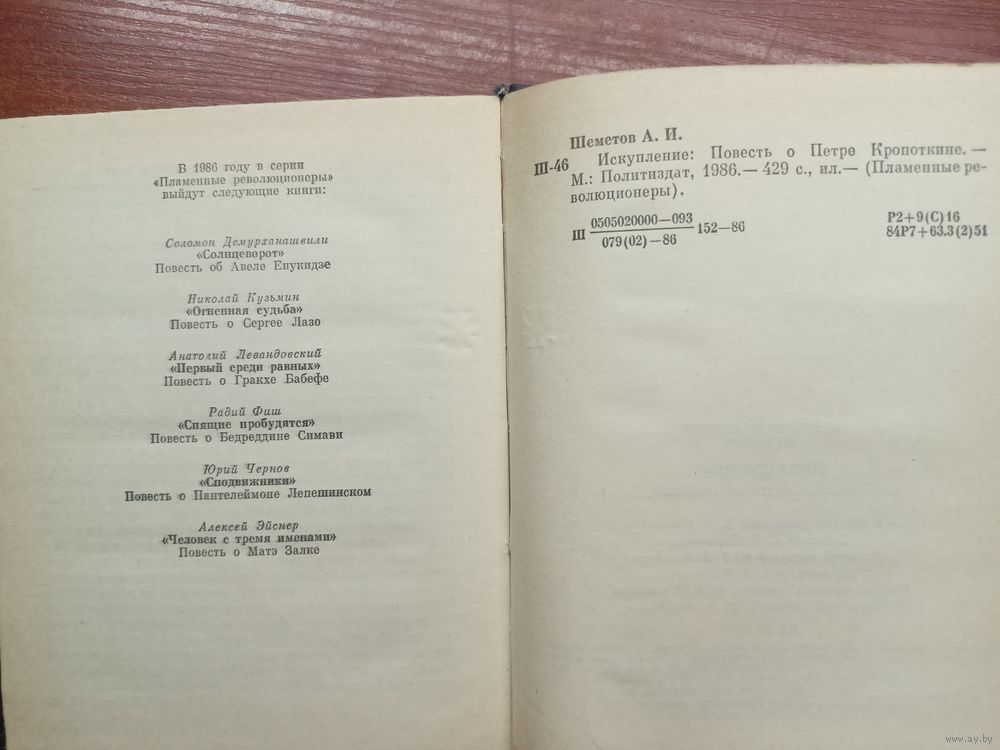 В 1986 году в серии
«Пламенные революционеры»
выйдут следующие книги:
Соломон Демурханашвили
«Солнцеворот»
Повесть об Авеле Енукидзе
Николай Кузьмин
«Огненная судьба»
Повесть о Сергее Лазо
Анатолий Левандовский
«Первый среди равных»
Повесть о Гракхе Бабефе
Радий Фиш
«Спящие пробудятся»
Повесть о Бедреддине Симави
Юрий Чернов
«Сподвижники»
Повесть о Пантелеймоне Лепешинском
Алексей Эйснер
«Человек с тремя именами»
Повесть о Матэ Залке
Шеметов А. И.
Ш-46 Искупление: Повесть о Петре Кропоткине. —
М.: Политиздат, 1986.— 429 с., ил.— (Пламенные ре-
волюционеры).
Ш 0505020000—093 152—86
079(02)—86
Р2+9(С)16
84Р7+63.3(2)51
www.ay.by